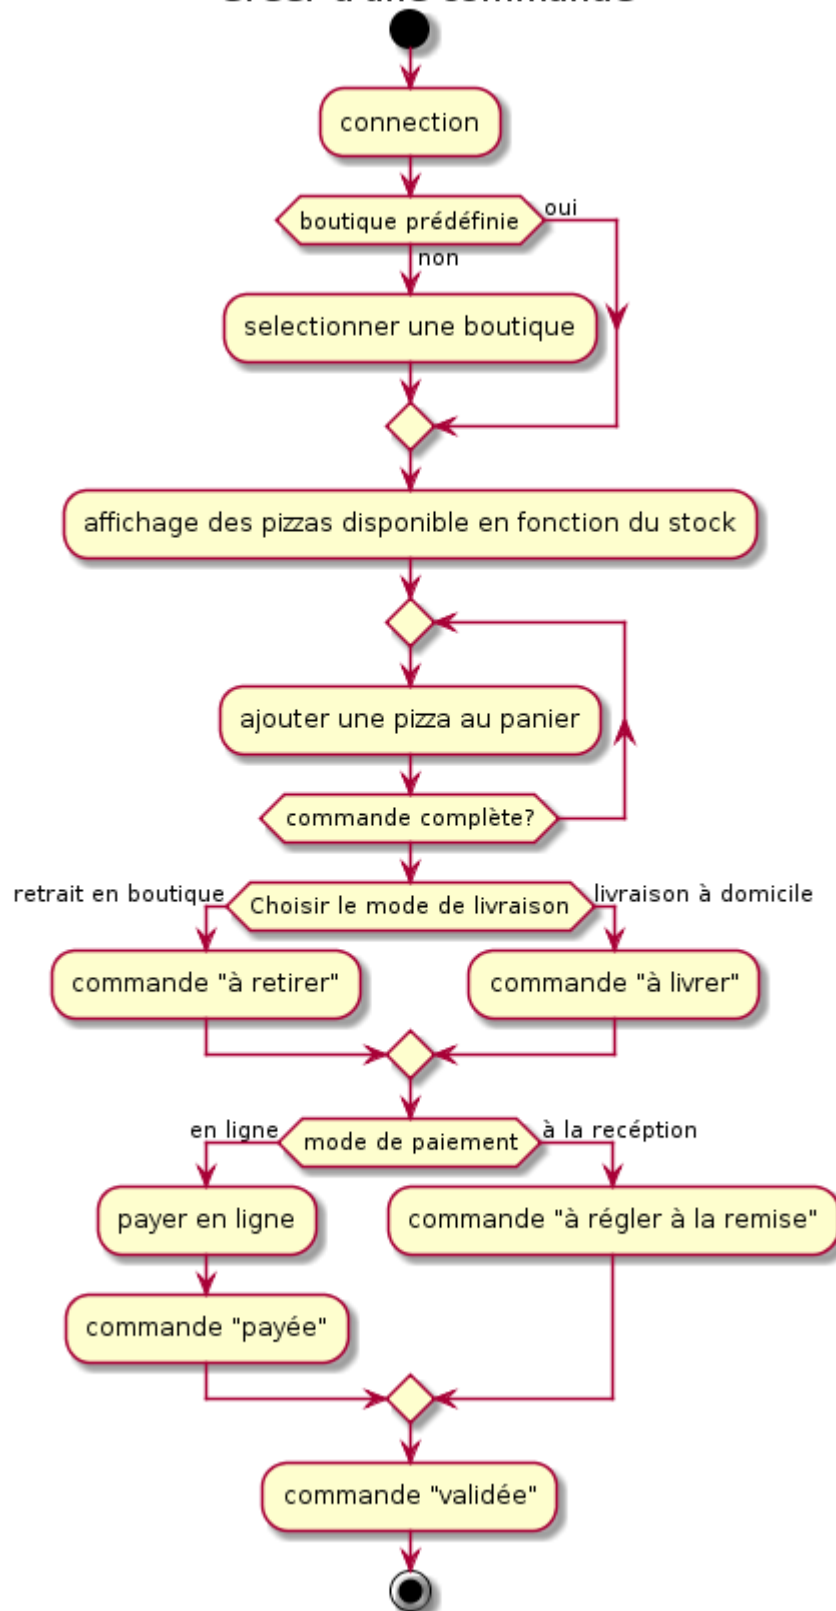 connection
boutique prédéfinie
oui
non
selectionner une boutique
affichage des pizzas disponible en fonction du stock
ajouter une pizza au panier
commande complète?
retrait en boutique
Choisir le mode de livraison
livraison à domicile
commande "à retirer"
commande "à livrer"
en ligne
mode de paiement
à la recéption
payer en ligne
commande "à régler à la remise"
commande "payée"
commande "validée"